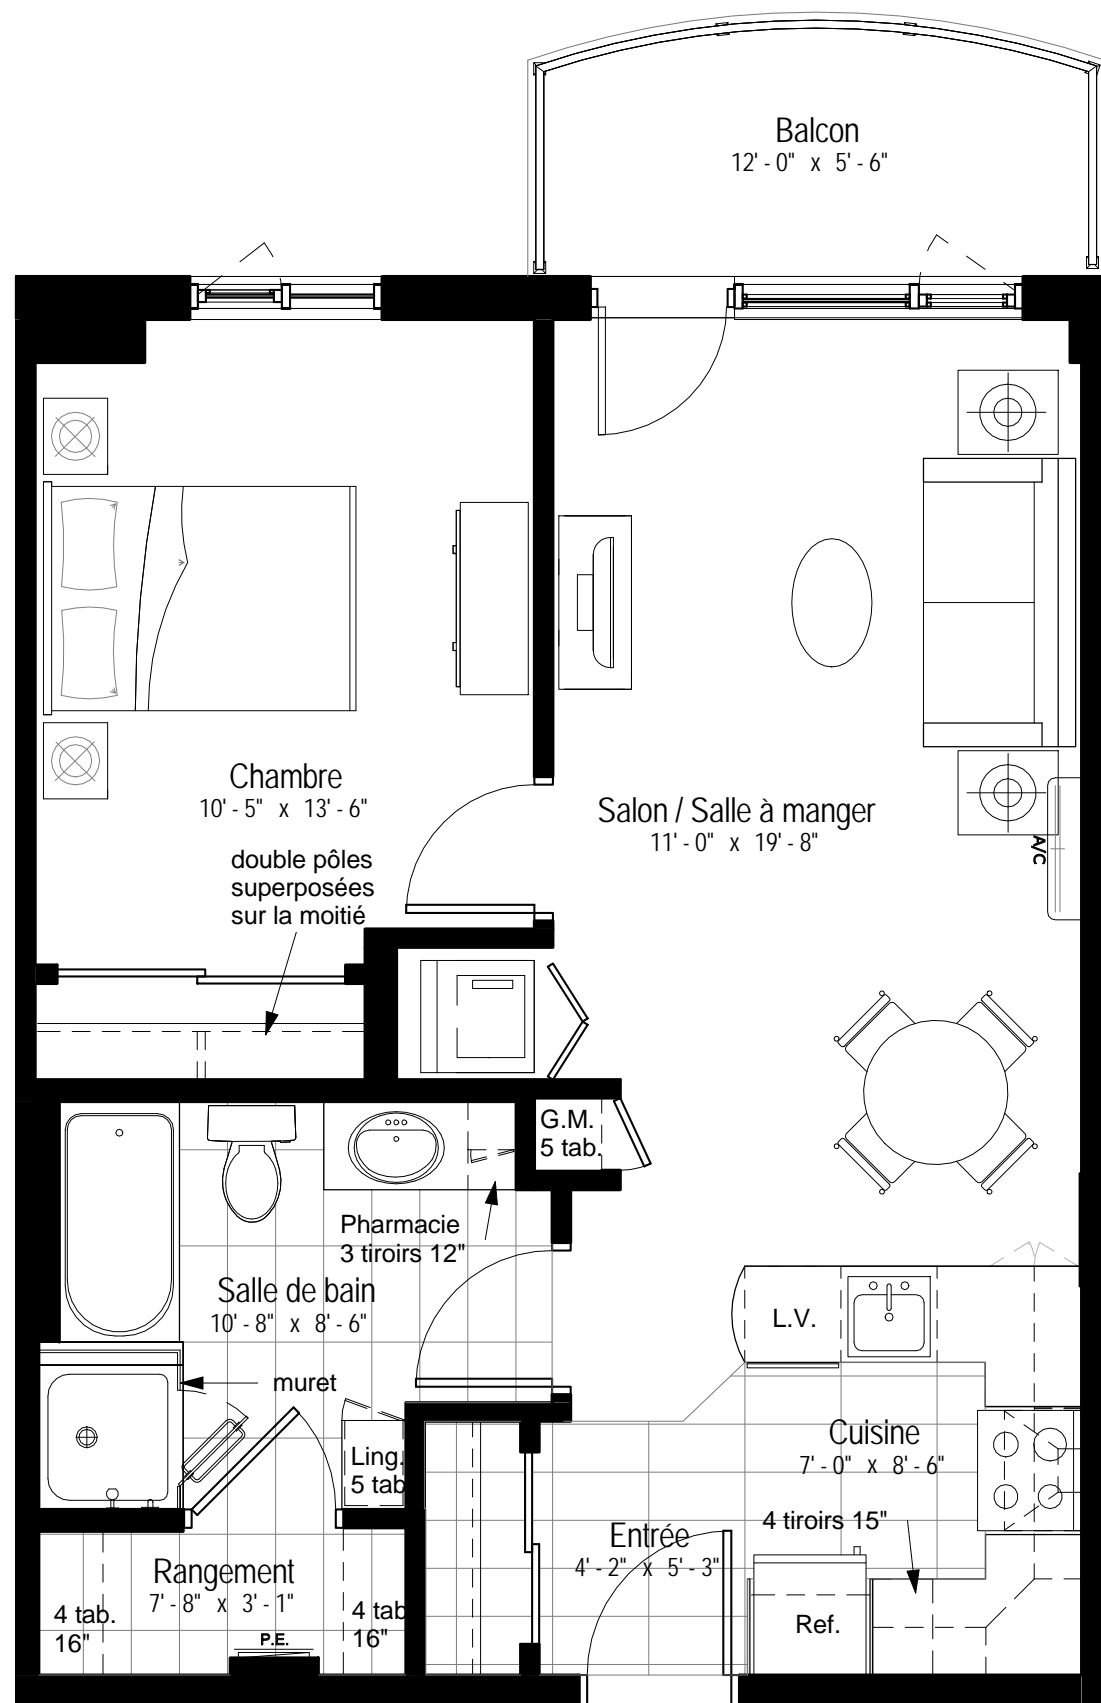 Balcon
12' - 0" x 5' - 6"
Chambre
10' - 5" x 13' - 6"
double pôles
superposées
sur la moitié
Salon / Salle à manger
11' - 0" x 19' - 8"
A/C
G.M.
5 tab.
Pharmacie
3 tiroirs 12"
Salle de bain
10' - 8" x 8' - 6"
muret
L.V.
Ling.
5 tab
Cuisine
7' - 0" x 8' - 6"
4 tiroirs 15"
Entrée
4' - 2" x 5' - 3"
Rangement
7' - 8" x 3' - 1"
4 tab.
16"
4 tab
16"
P.E.
Ref.